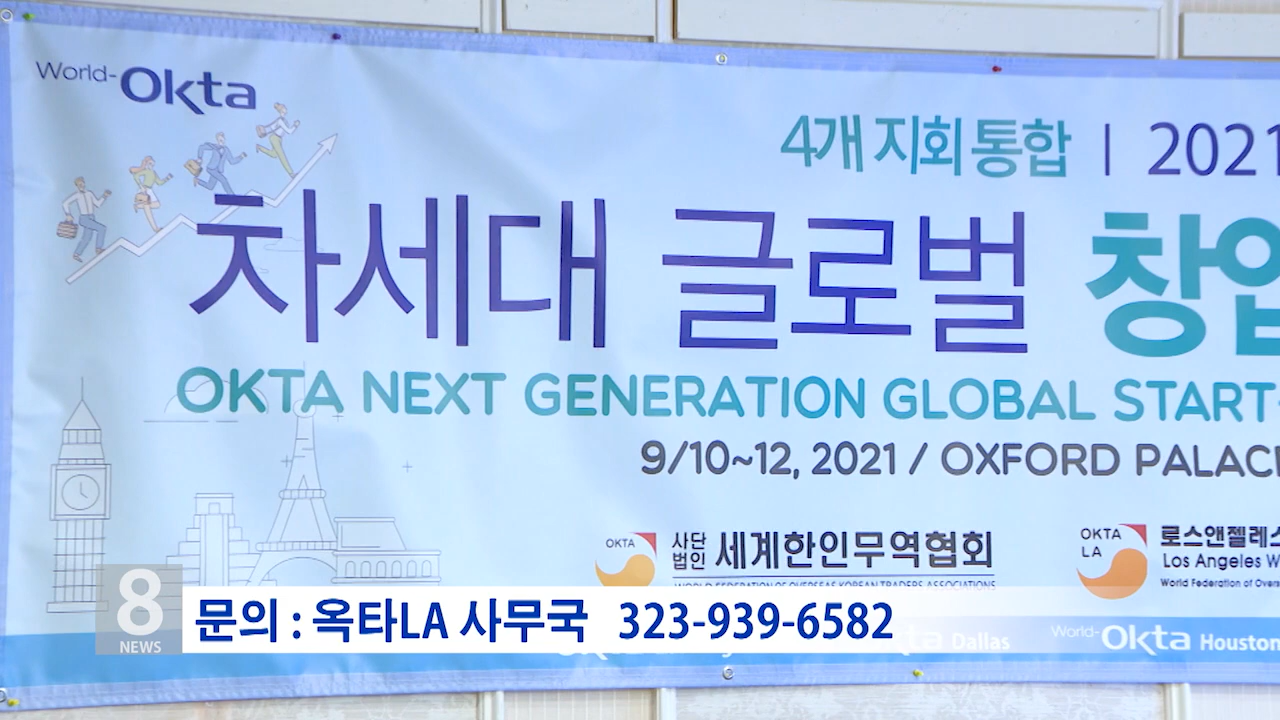 World-Okta
4개 지회 통합 | 2021
차세대 글로벌 창업
OKTA NEXT GENERATION GLOBAL START
9/10~12, 2021 / OXFORD PALACE
OKTA
사단법인 세계한인무역협회
WORLD FEDERATION OF OVERSEAS KOREAN TRADERS ASSOCIATIONS
OKTA LA
로스앤젤레스
Los Angeles W
World Federation of Overs
8 NEWS
문의 : 옥타LA 사무국 323-939-6582
Dallas
World-Okta Houston